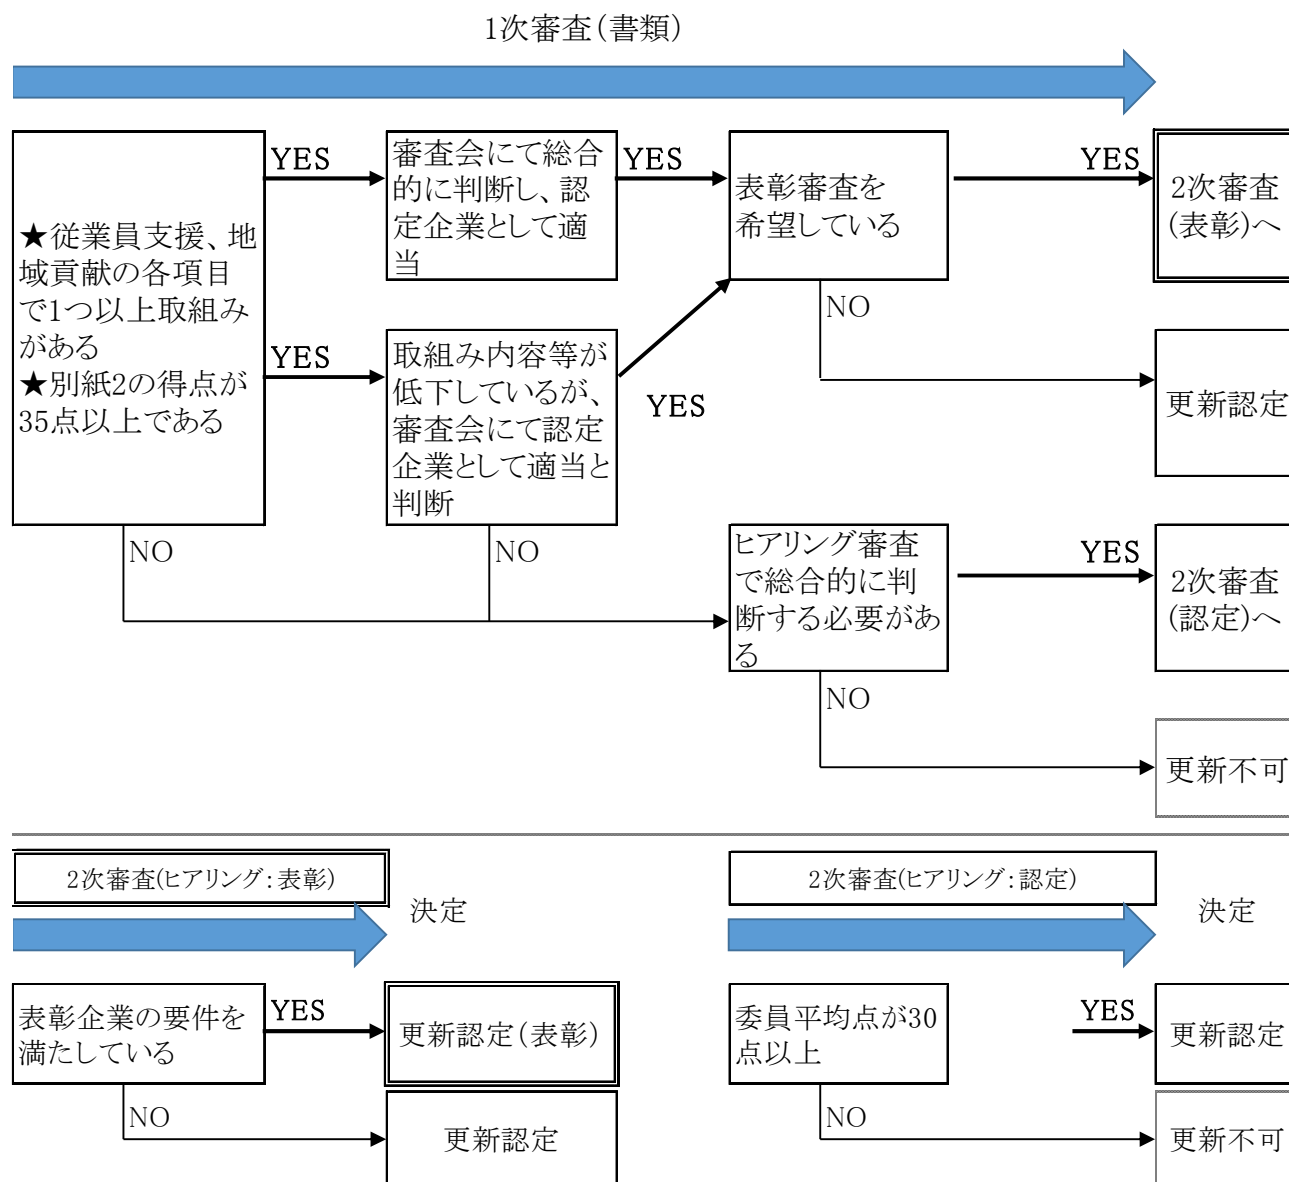 1次審査(書類)
YES
YES
YES
審査会にて総合
的に判断し、認
定企業として適
当
表彰審査を
希望している
2次審査
(表彰)へ
★従業員支援、地
域貢献の各項目
で1つ以上取組み
がある
★別紙2の得点が
35点以上である
NO
YES
取組み内容等が
低下しているが、
審査会にて認定
企業として適当と
判断
YES
更新認定
NO
NO
ヒアリング審査
で総合的に判
断する必要があ
る
YES
2次審査
(認定)へ
NO
更新不可
2次審査(ヒアリング:表彰)
決定
2次審査(ヒアリング:認定)
決定
表彰企業の要件を
満たしている
YES
更新認定(表彰)
NO
更新認定
委員平均点が30
点以上
YES
更新認定
NO
更新不可